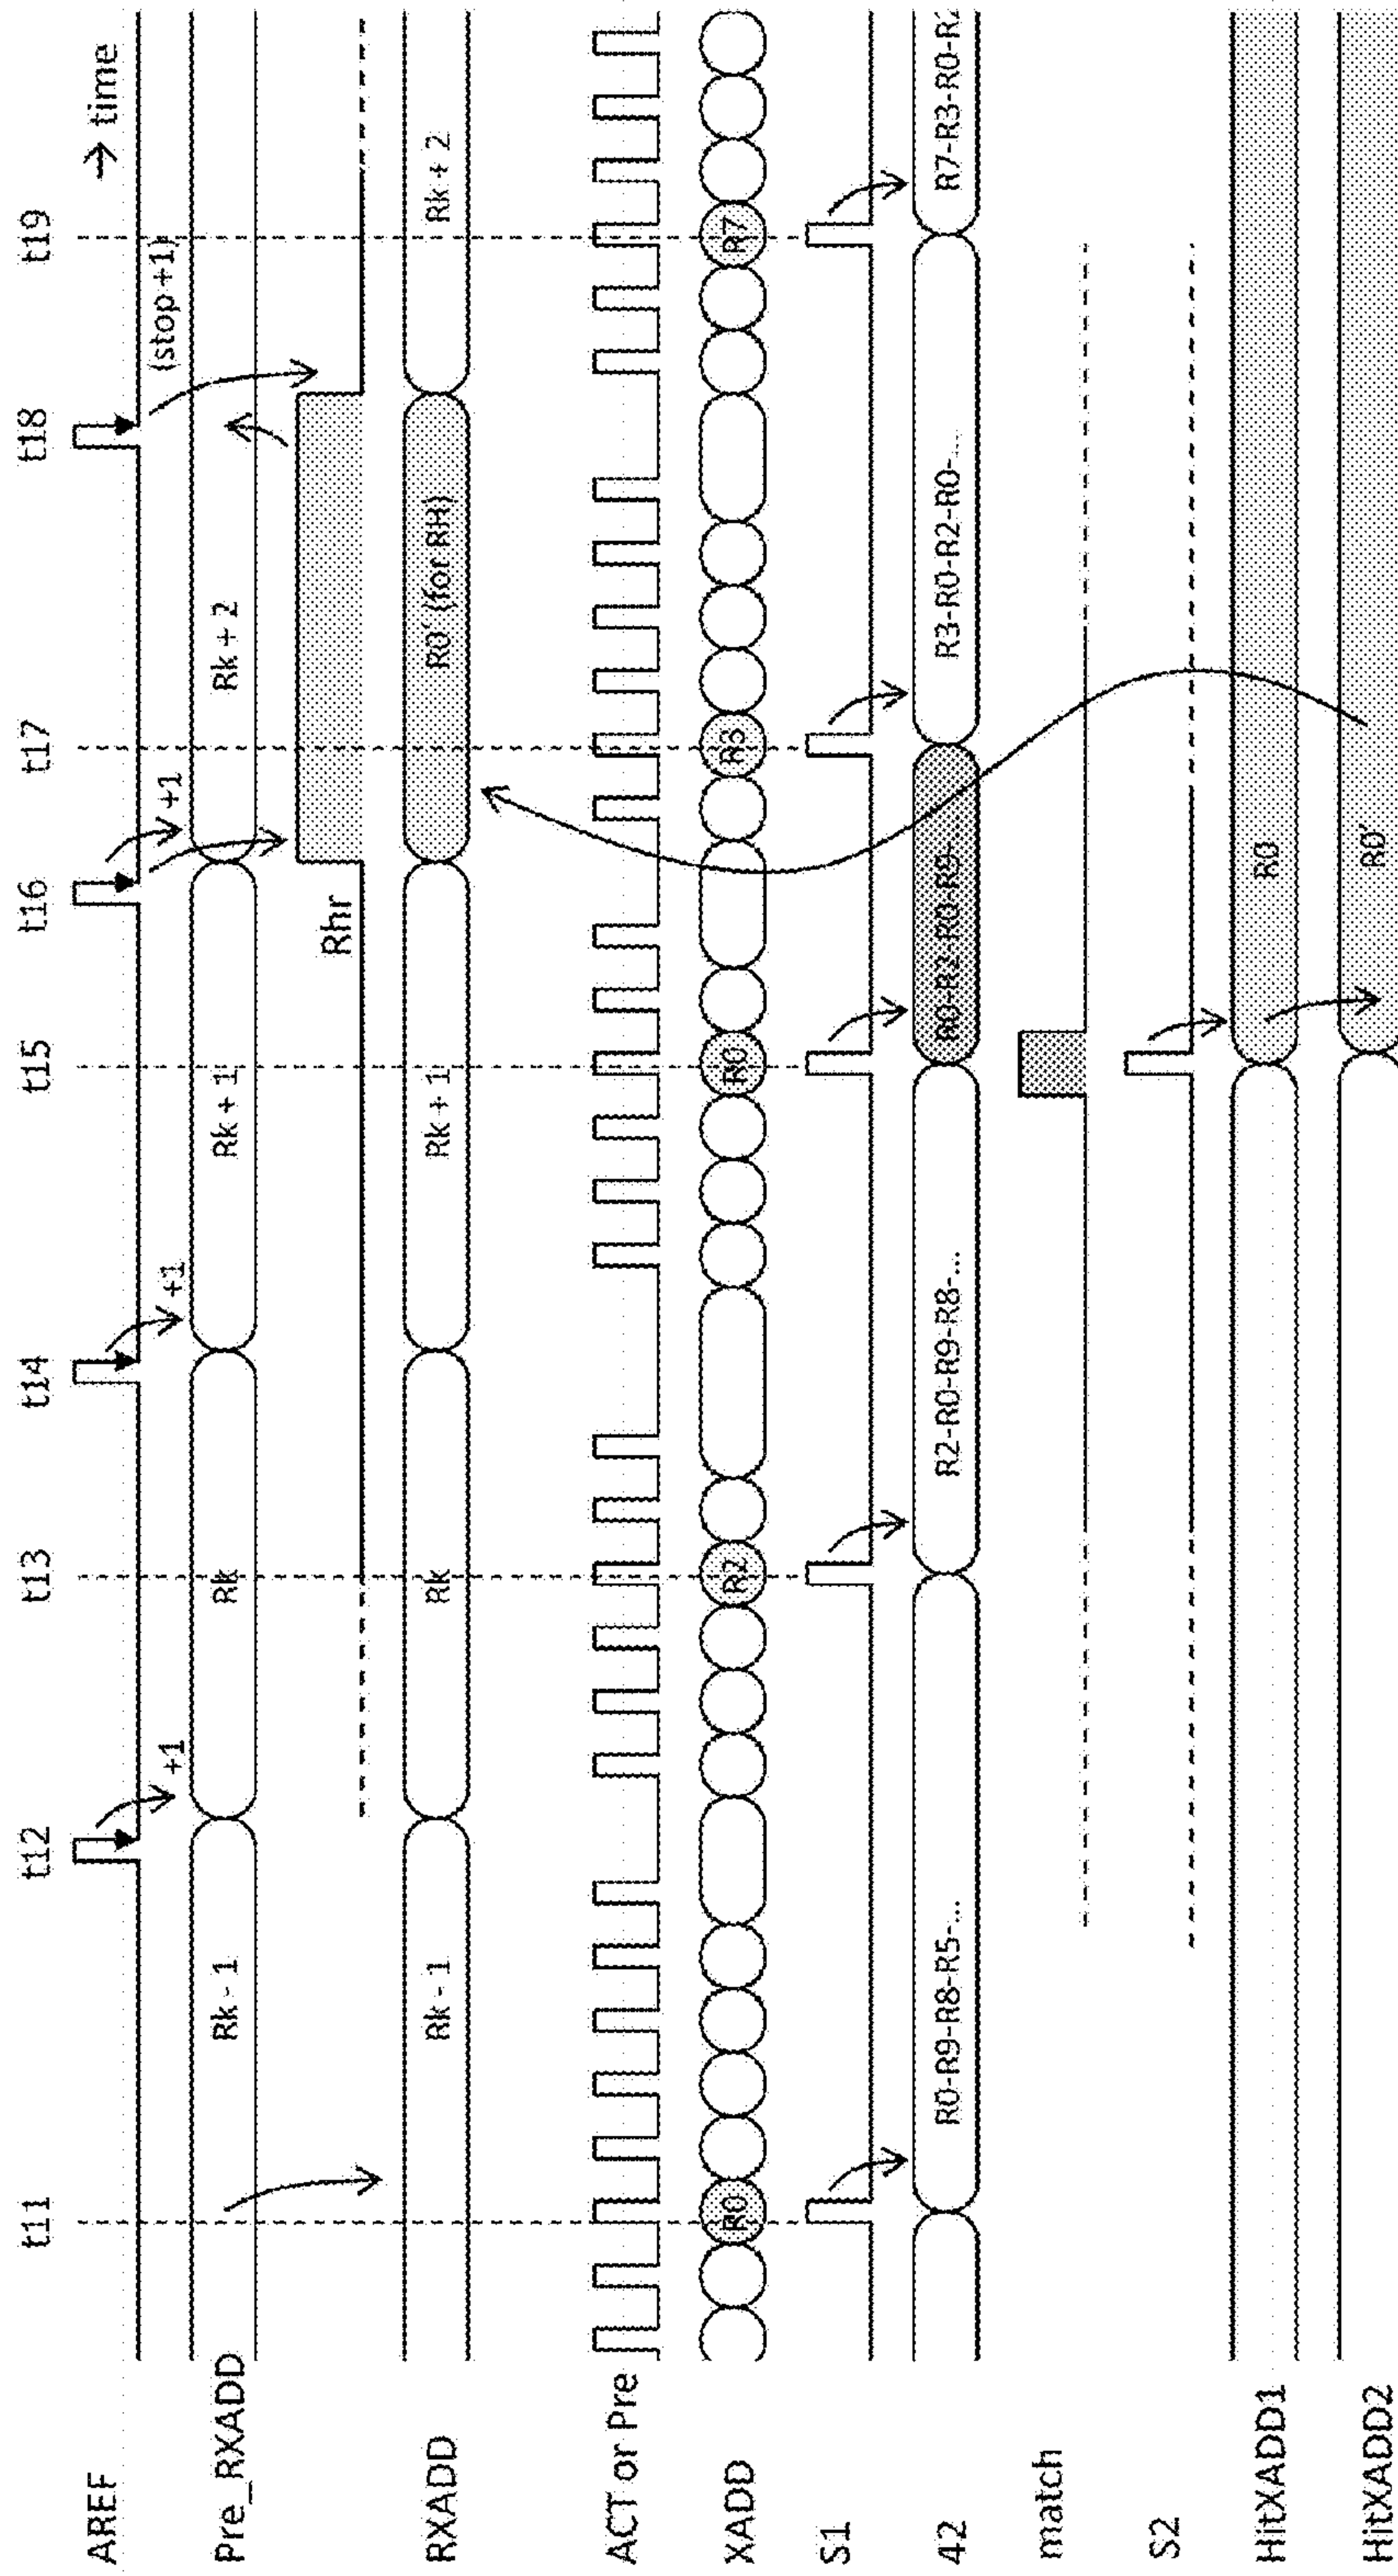 t11 t12 t13 t14 t15 t16 t17 t18 t19
→ time
AREF
+1 +1 +1 (stop +1)
Pre_RXADD Rk - 1 Rk Rk + 1 Rk + 2
Rhr
RXADD Rk - 1 Rk Rk + 1 R0' (for RH) Rk + 2
ACT or Pre
XADD R0 R2 R0 R3 R7
S1
42 R0-R9-R8-R5-... R2-R0-R9-R8-... R0-R2-R0-R9- R3-R0-R2-R0-... R7-R3-R0-R2
match
S2
HitXADD1 R0
HitXADD2 R0'